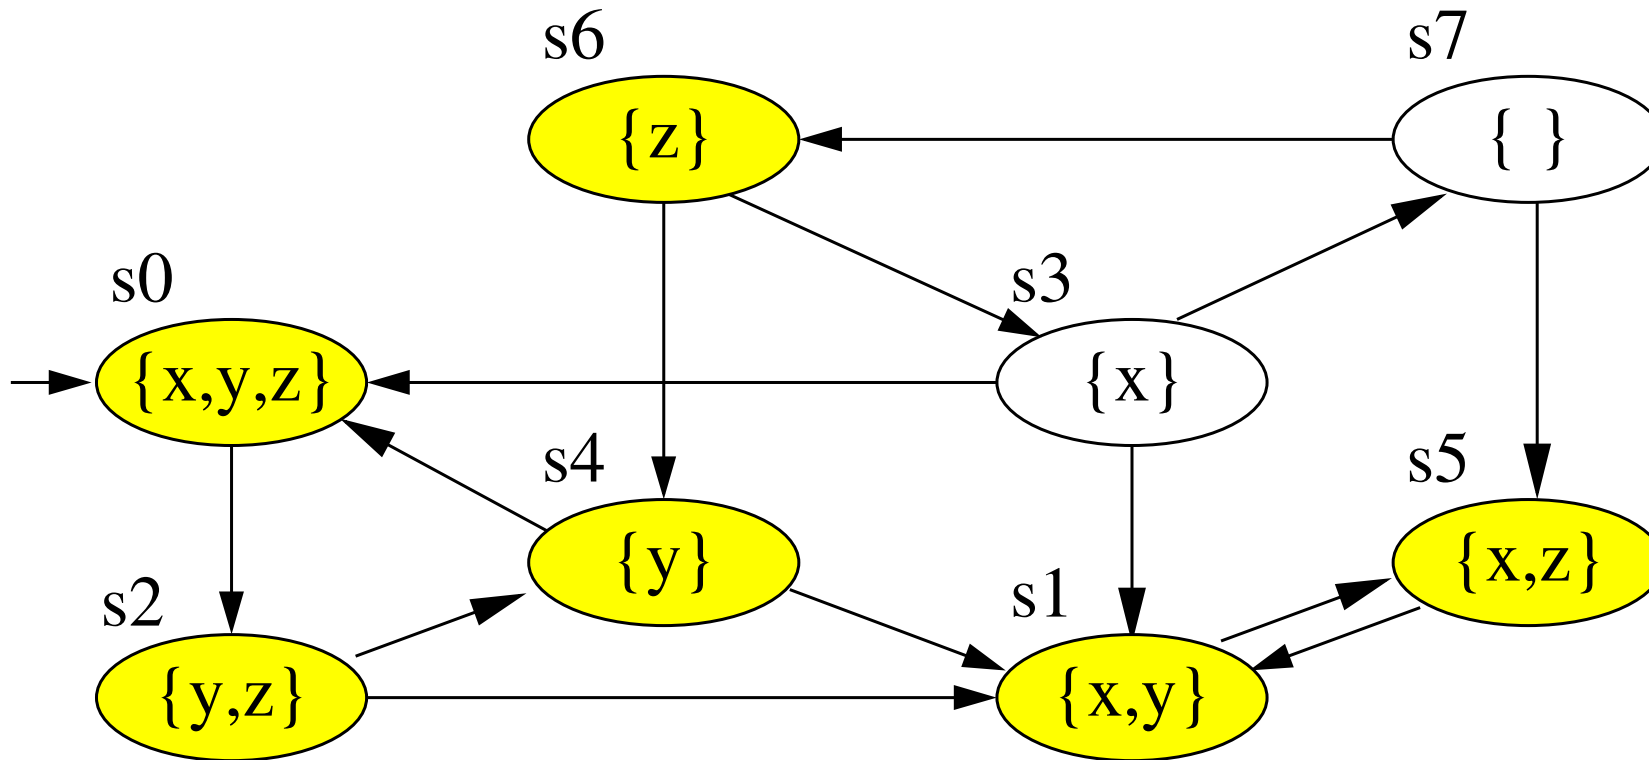 s6
s7
{z}
{ }
s0
s3
{x,y,z}
{x}
s4
s5
{y}
{x,z}
s2
s1
{y,z}
{x,y}